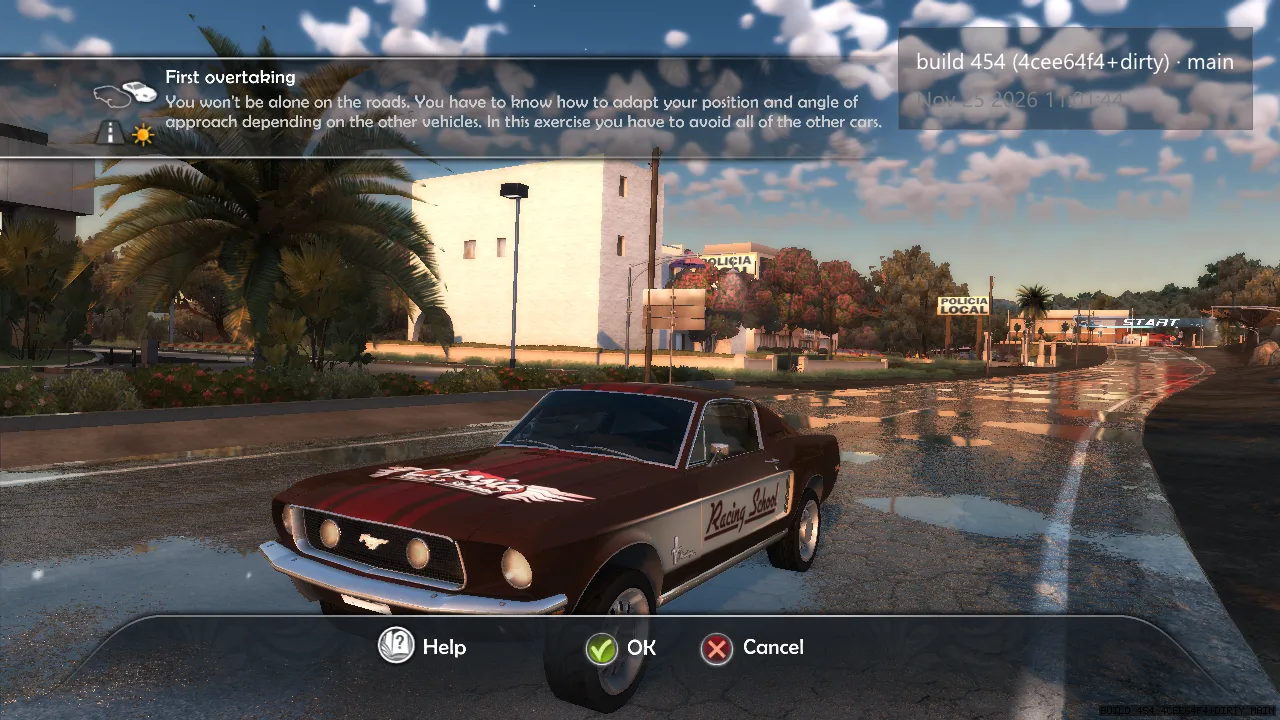 First overtaking
You won't be alone on the roads. You have to know how to adapt your position and angle of
approach depending on the other vehicles. In this exercise you have to avoid all of the other cars.
build 454 (4cee64f4+dirty) · main
POLICIA
POLICIA
LOCAL
START
Racing School
Help
OK
Cancel